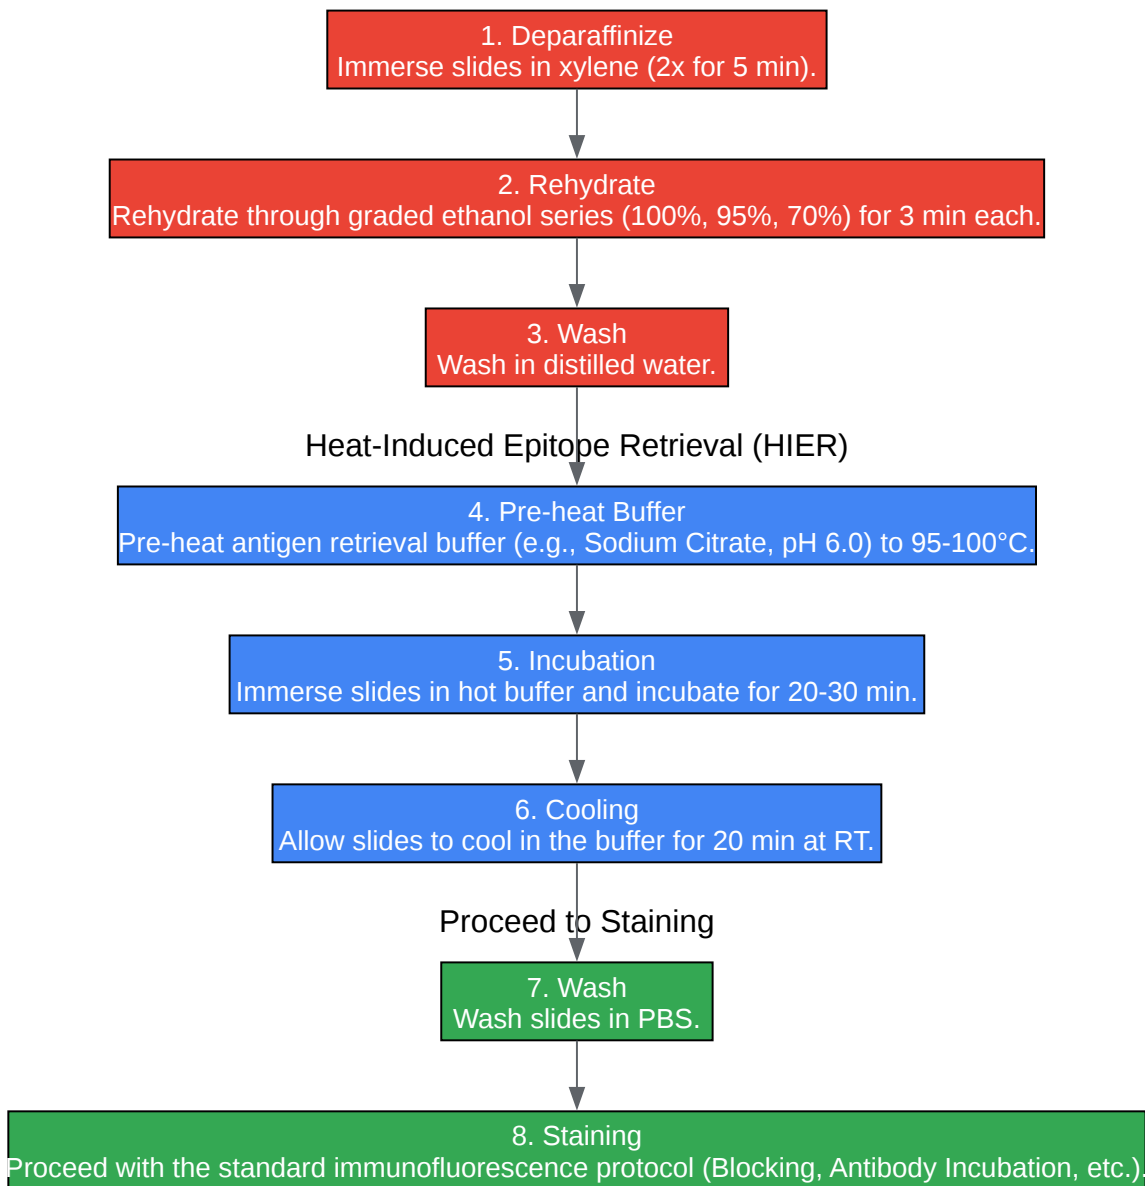 1. Deparaffinize
Immerse slides in xylene (2x for 5 min).
2. Rehydrate
Rehydrate through graded ethanol series (100%, 95%, 70%) for 3 min each.
3. Wash
Wash in distilled water.
Heat-Induced Epitope Retrieval (HIER)
4. Pre-heat Buffer
Pre-heat antigen retrieval buffer (e.g., Sodium Citrate, pH 6.0) to 95-100°C.
5. Incubation
Immerse slides in hot buffer and incubate for 20-30 min.
6. Cooling
Allow slides to cool in the buffer for 20 min at RT.
Proceed to Staining
7. Wash
Wash slides in PBS.
8. Staining
Proceed with the standard immunofluorescence protocol (Blocking, Antibody Incubation, etc.).